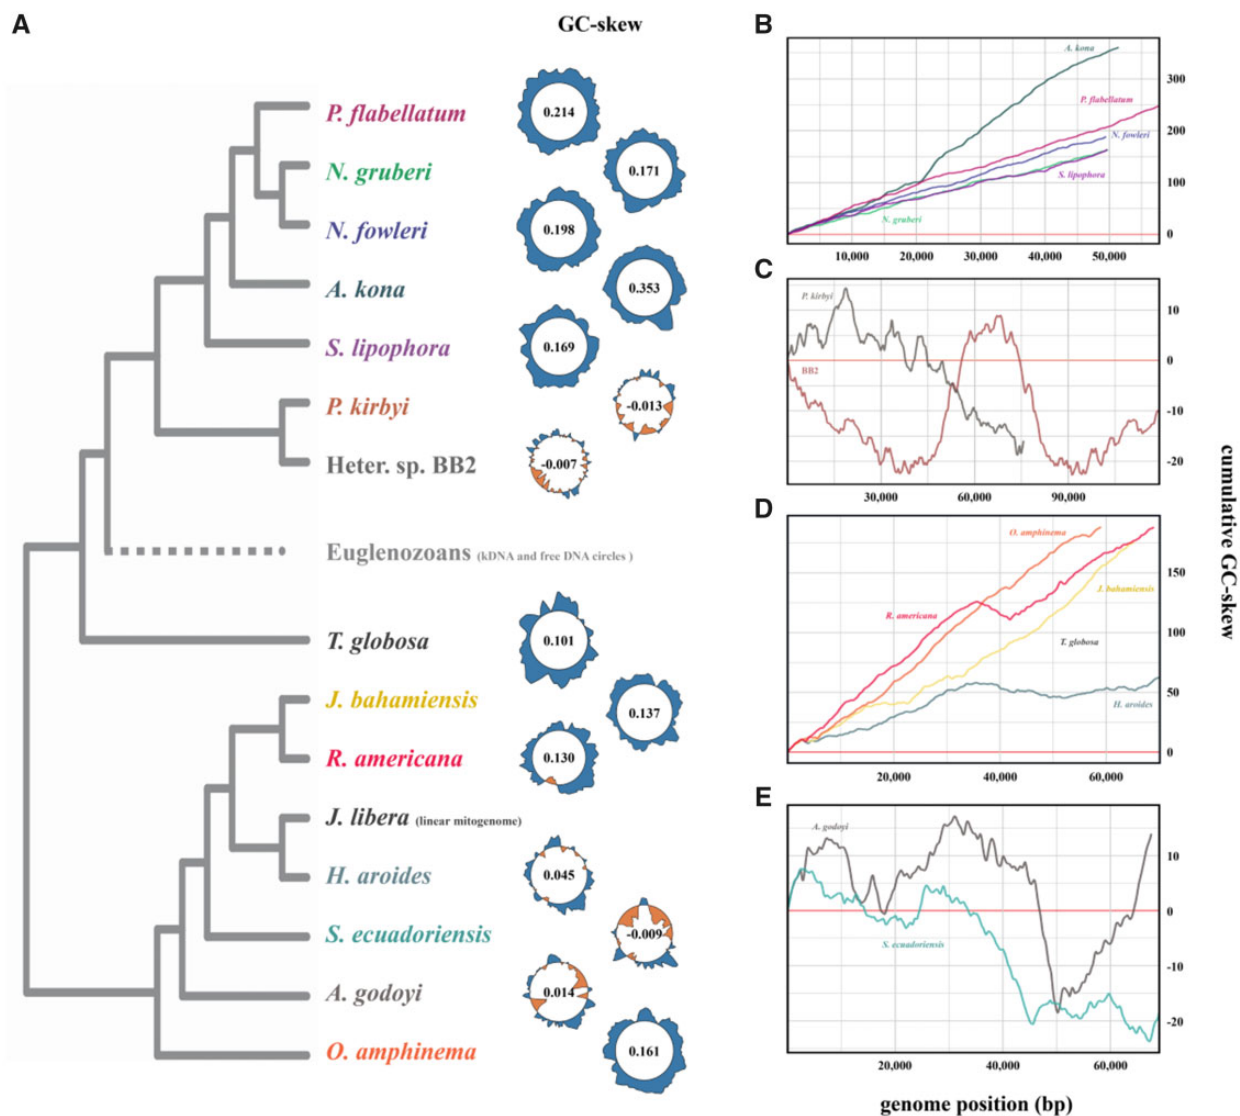 A
GC-skew
P. flabellatum
0.214
N. gruberi
0.171
N. fowleri
0.198
A. kona
0.353
S. lipophora
0.169
P. kirbyi
-0.013
Heter. sp. BB2
-0.007
Euglenozoans (kDNA and free DNA circles )
T. globosa
0.101
J. bahamiensis
0.137
R. americana
0.130
J. libera (linear mitogenome)
H. aroides
0.045
S. ecuadoriensis
-0.009
A. godoyi
0.014
O. amphinema
0.161
B
A. kona
P. flabellatum
N. fowleri
S. lipophora
N. gruberi
300
200
100
0
10,000 20,000 30,000 40,000 50,000
C
P. kirbyi
BB2
10
0
-10
-20
30,000 60,000 90,000
D
O. amphinema
J. bahamiensis
R. americana
T. globosa
H. aroides
150
100
50
0
20,000 40,000 60,000
E
A. godoyi
S. ecuadoriensis
10
0
-10
-20
20,000 40,000 60,000
genome position (bp)
cumulative GC-skew